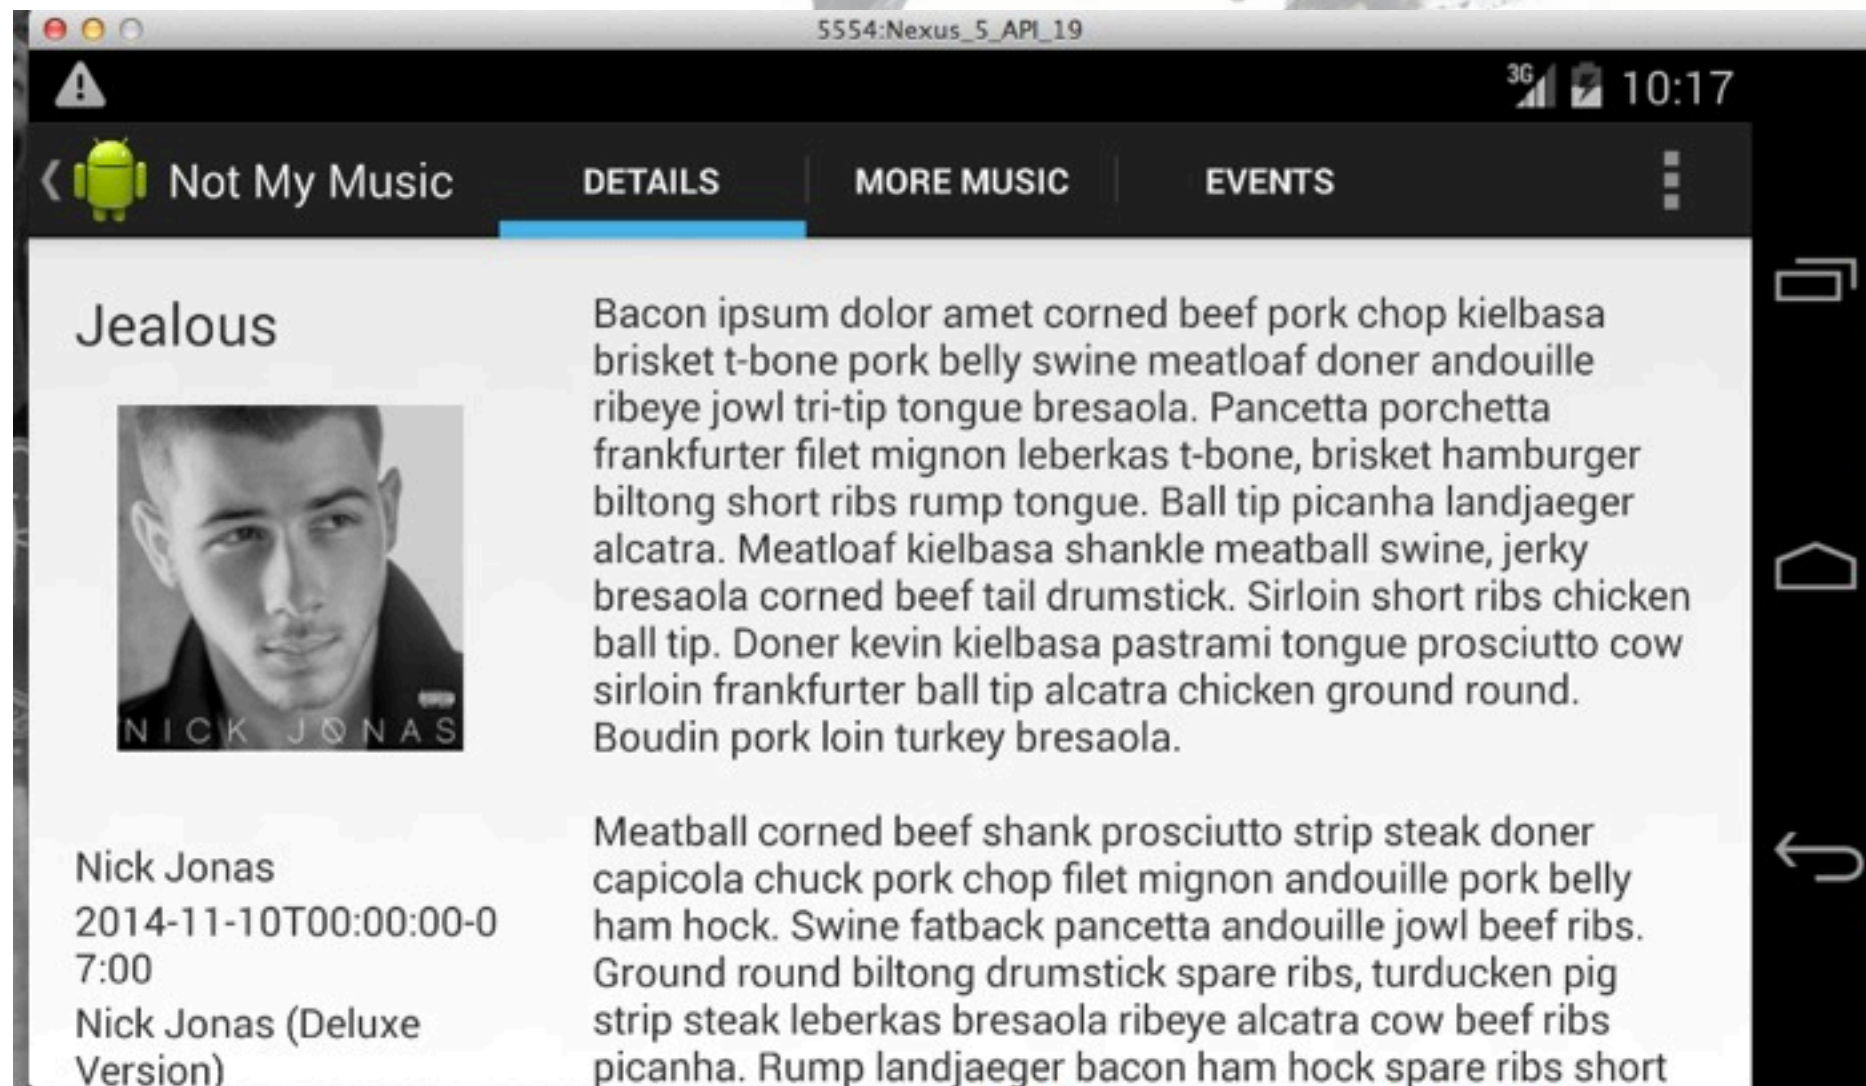 5554:Nexus_5_API_19
3G 10:17
Not My Music DETAILS MORE MUSIC EVENTS
Jealous
NICK JONAS
Nick Jonas
2014-11-10T00:00:00-0
7:00
Nick Jonas (Deluxe
Version)
Bacon ipsum dolor amet corned beef pork chop kielbasa
brisket t-bone pork belly swine meatloaf doner andouille
ribeye jowl tri-tip tongue bresaola. Pancetta porchetta
frankfurter filet mignon leberkas t-bone, brisket hamburger
biltong short ribs rump tongue. Ball tip picanha landjaeger
alcatra. Meatloaf kielbasa shankle meatball swine, jerky
bresaola corned beef tail drumstick. Sirloin short ribs chicken
ball tip. Doner kevin kielbasa pastrami tongue prosciutto cow
sirloin frankfurter ball tip alcatra chicken ground round.
Boudin pork loin turkey bresaola.
Meatball corned beef shank prosciutto strip steak doner
capicola chuck pork chop filet mignon andouille pork belly
ham hock. Swine fatback pancetta andouille jowl beef ribs.
Ground round biltong drumstick spare ribs, turducken pig
strip steak leberkas bresaola ribeye alcatra cow beef ribs
picanha. Rump landjaeger bacon ham hock spare ribs short